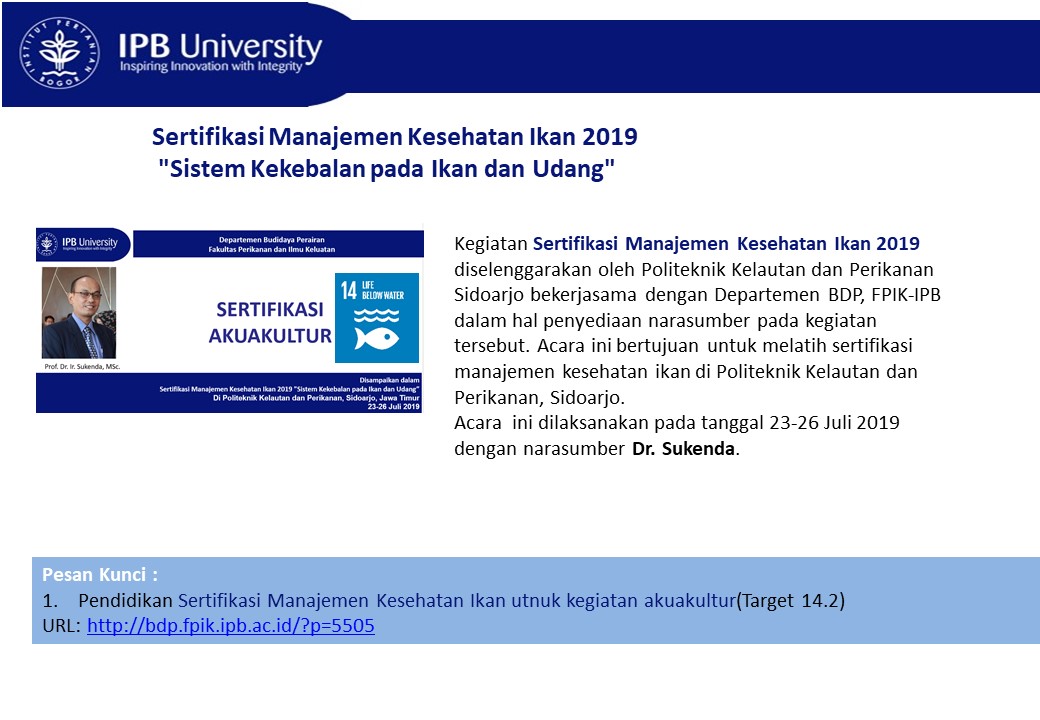 INSTITUT PERTANIAN BOGOR
IPB University
Inspiring Innovation with Integrity
Sertifikasi Manajemen Kesehatan Ikan 2019
"Sistem Kekebalan pada Ikan dan Udang"
IPB University
Inspiring Innovation with Integrity
Departemen Budidaya Perairan
Fakultas Perikanan dan Ilmu Keluatan
SERTIFIKASI
AKUAKULTUR
14 LIFE
BELOW WATER
Prof. Dr. Ir. Sukenda, MSc.
Disampaikan dalam
Sertifikasi Manajemen Kesehatan Ikan 2019 "Sistem Kekebalan pada Ikan dan Udang"
Di Politeknik Kelautan dan Perikanan, Sidoarjo, Jawa Timur
23-26 Juli 2019
Kegiatan Sertifikasi Manajemen Kesehatan Ikan 2019
diselenggarakan oleh Politeknik Kelautan dan Perikanan
Sidoarjo bekerjasama dengan Departemen BDP, FPIK-IPB
dalam hal penyediaan narasumber pada kegiatan
tersebut. Acara ini bertujuan untuk melatih sertifikasi
manajemen kesehatan ikan di Politeknik Kelautan dan
Perikanan, Sidoarjo.
Acara ini dilaksanakan pada tanggal 23-26 Juli 2019
dengan narasumber Dr. Sukenda.
Pesan Kunci :
1. Pendidikan Sertifikasi Manajemen Kesehatan Ikan utnuk kegiatan akuakultur(Target 14.2)
URL: http://bdp.fpik.ipb.ac.id/?p=5505